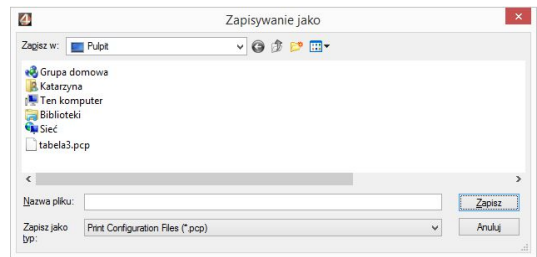 Zapisywanie jako
Zapisz w: Pulpit
Grupa domowa
Katarzyna
Ten komputer
Biblioteki
Sieć
tabela3.pcp
Nazwa pliku:
Zapisz
Zapisz jako typ: Print Configuration Files (*.pcp)
Anuluj